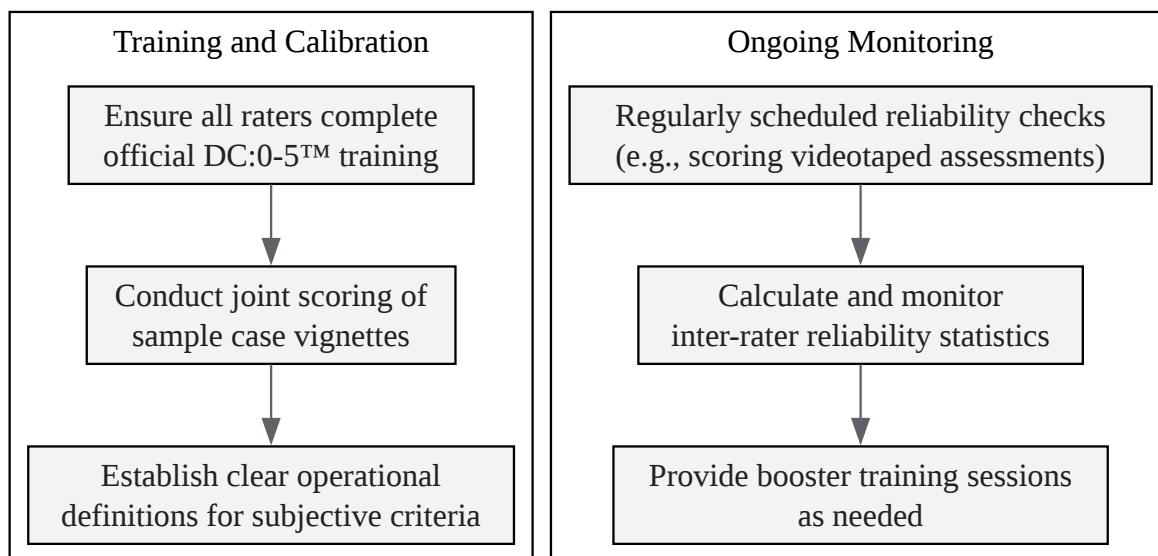 Training and Calibration
Ensure all raters complete
official DC:0-5™ training
Conduct joint scoring of
sample case vignettes
Establish clear operational
definitions for subjective criteria
Ongoing Monitoring
Regularly scheduled reliability checks
(e.g., scoring videotaped assessments)
Calculate and monitor
inter-rater reliability statistics
Provide booster training sessions
as needed